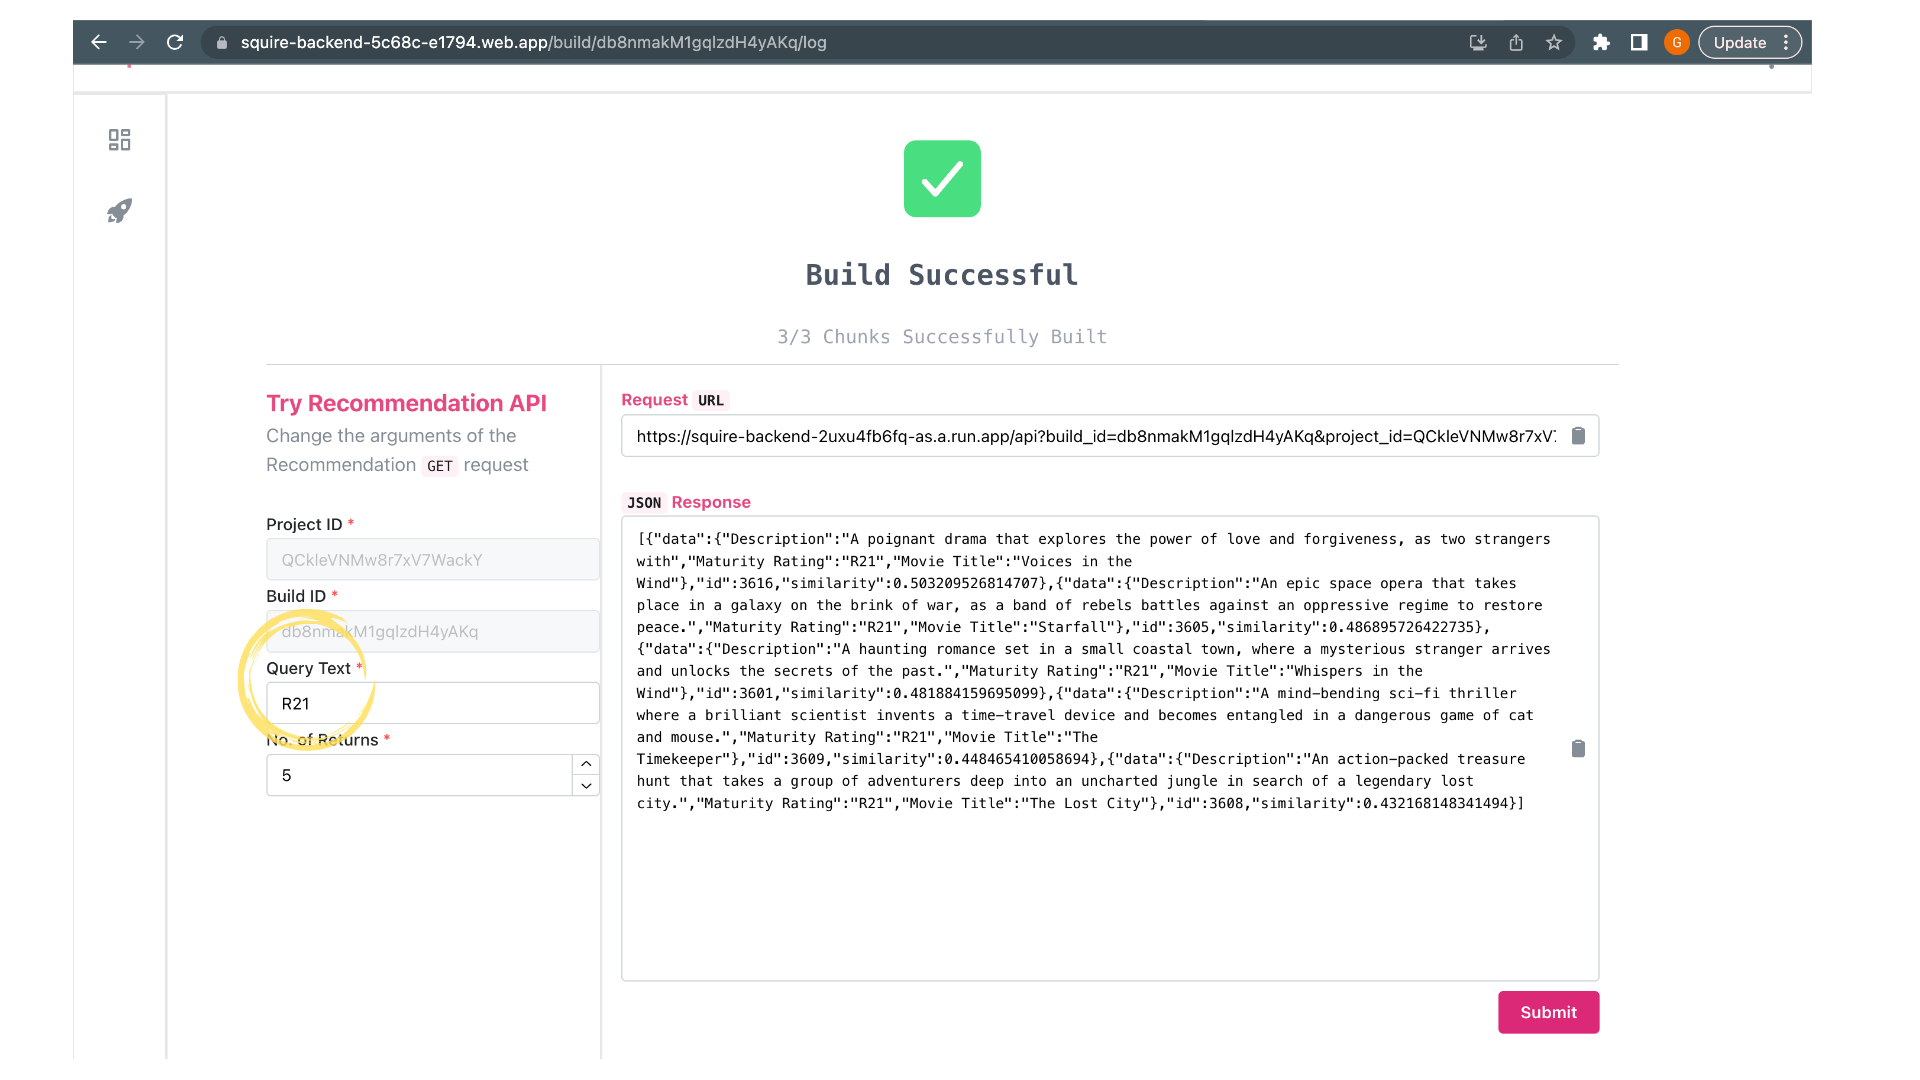 squire-backend-5c68c-e1794.web.app/build/db8nmakM1gqlzdH4yAKq/log
G
Update
Build Successful
3/3 Chunks Successfully Built
Try Recommendation API
Change the arguments of the
Recommendation GET request
Project ID *
QCkleVNMw8r7xV7WackY
Build ID *
db8nmakM1gqlzdH4yAKq
Query Text *
R21
No. of Returns *
5
Request URL
https://squire-backend-2uxu4fb6fq-as.a.run.app/api?build_id=db8nmakM1gqlzdH4yAKq&project_id=QCkleVNMw8r7xV7
JSON Response
[{"data":{"Description":"A poignant drama that explores the power of love and forgiveness, as two strangers
with","Maturity Rating":"R21","Movie Title":"Voices in the
Wind"},"id":3616,"similarity":0.503209526814707},{"data":{"Description":"An epic space opera that takes
place in a galaxy on the brink of war, as a band of rebels battles against an oppressive regime to restore
peace.","Maturity Rating":"R21","Movie Title":"Starfall"},"id":3605,"similarity":0.486895726422735},
{"data":{"Description":"A haunting romance set in a small coastal town, where a mysterious stranger arrives
and unlocks the secrets of the past.","Maturity Rating":"R21","Movie Title":"Whispers in the
Wind"},"id":3601,"similarity":0.481884159695099},{"data":{"Description":"A mind-bending sci-fi thriller
where a brilliant scientist invents a time-travel device and becomes entangled in a dangerous game of cat
and mouse.","Maturity Rating":"R21","Movie Title":"The
Timekeeper"},"id":3609,"similarity":0.448465410058694},{"data":{"Description":"An action-packed treasure
hunt that takes a group of adventurers deep into an uncharted jungle in search of a legendary lost
city.","Maturity Rating":"R21","Movie Title":"The Lost City"},"id":3608,"similarity":0.432168148341494}]
Submit